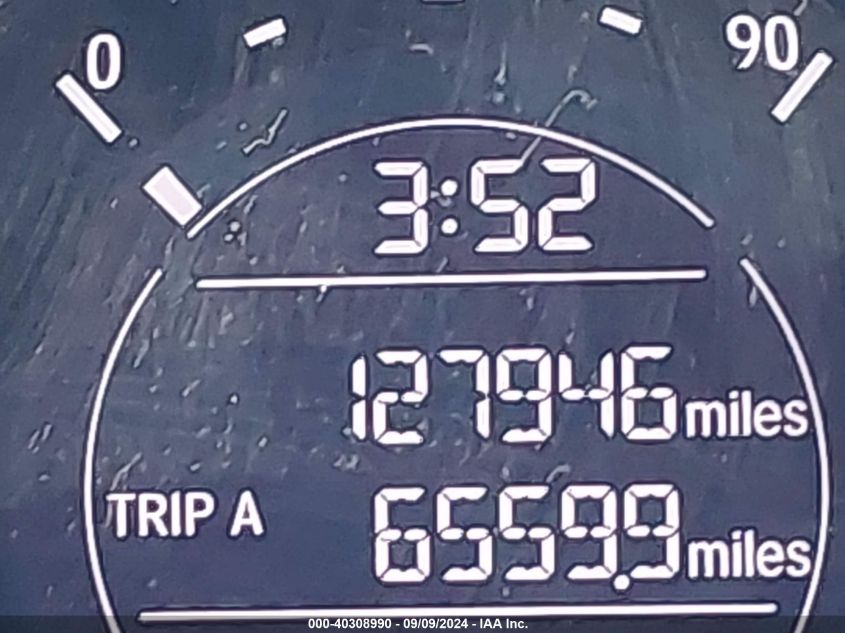 0 90
3:52
127946 miles
TRIP A 6559.9 miles
000-40308990 - 09/09/2024 - IAA Inc.